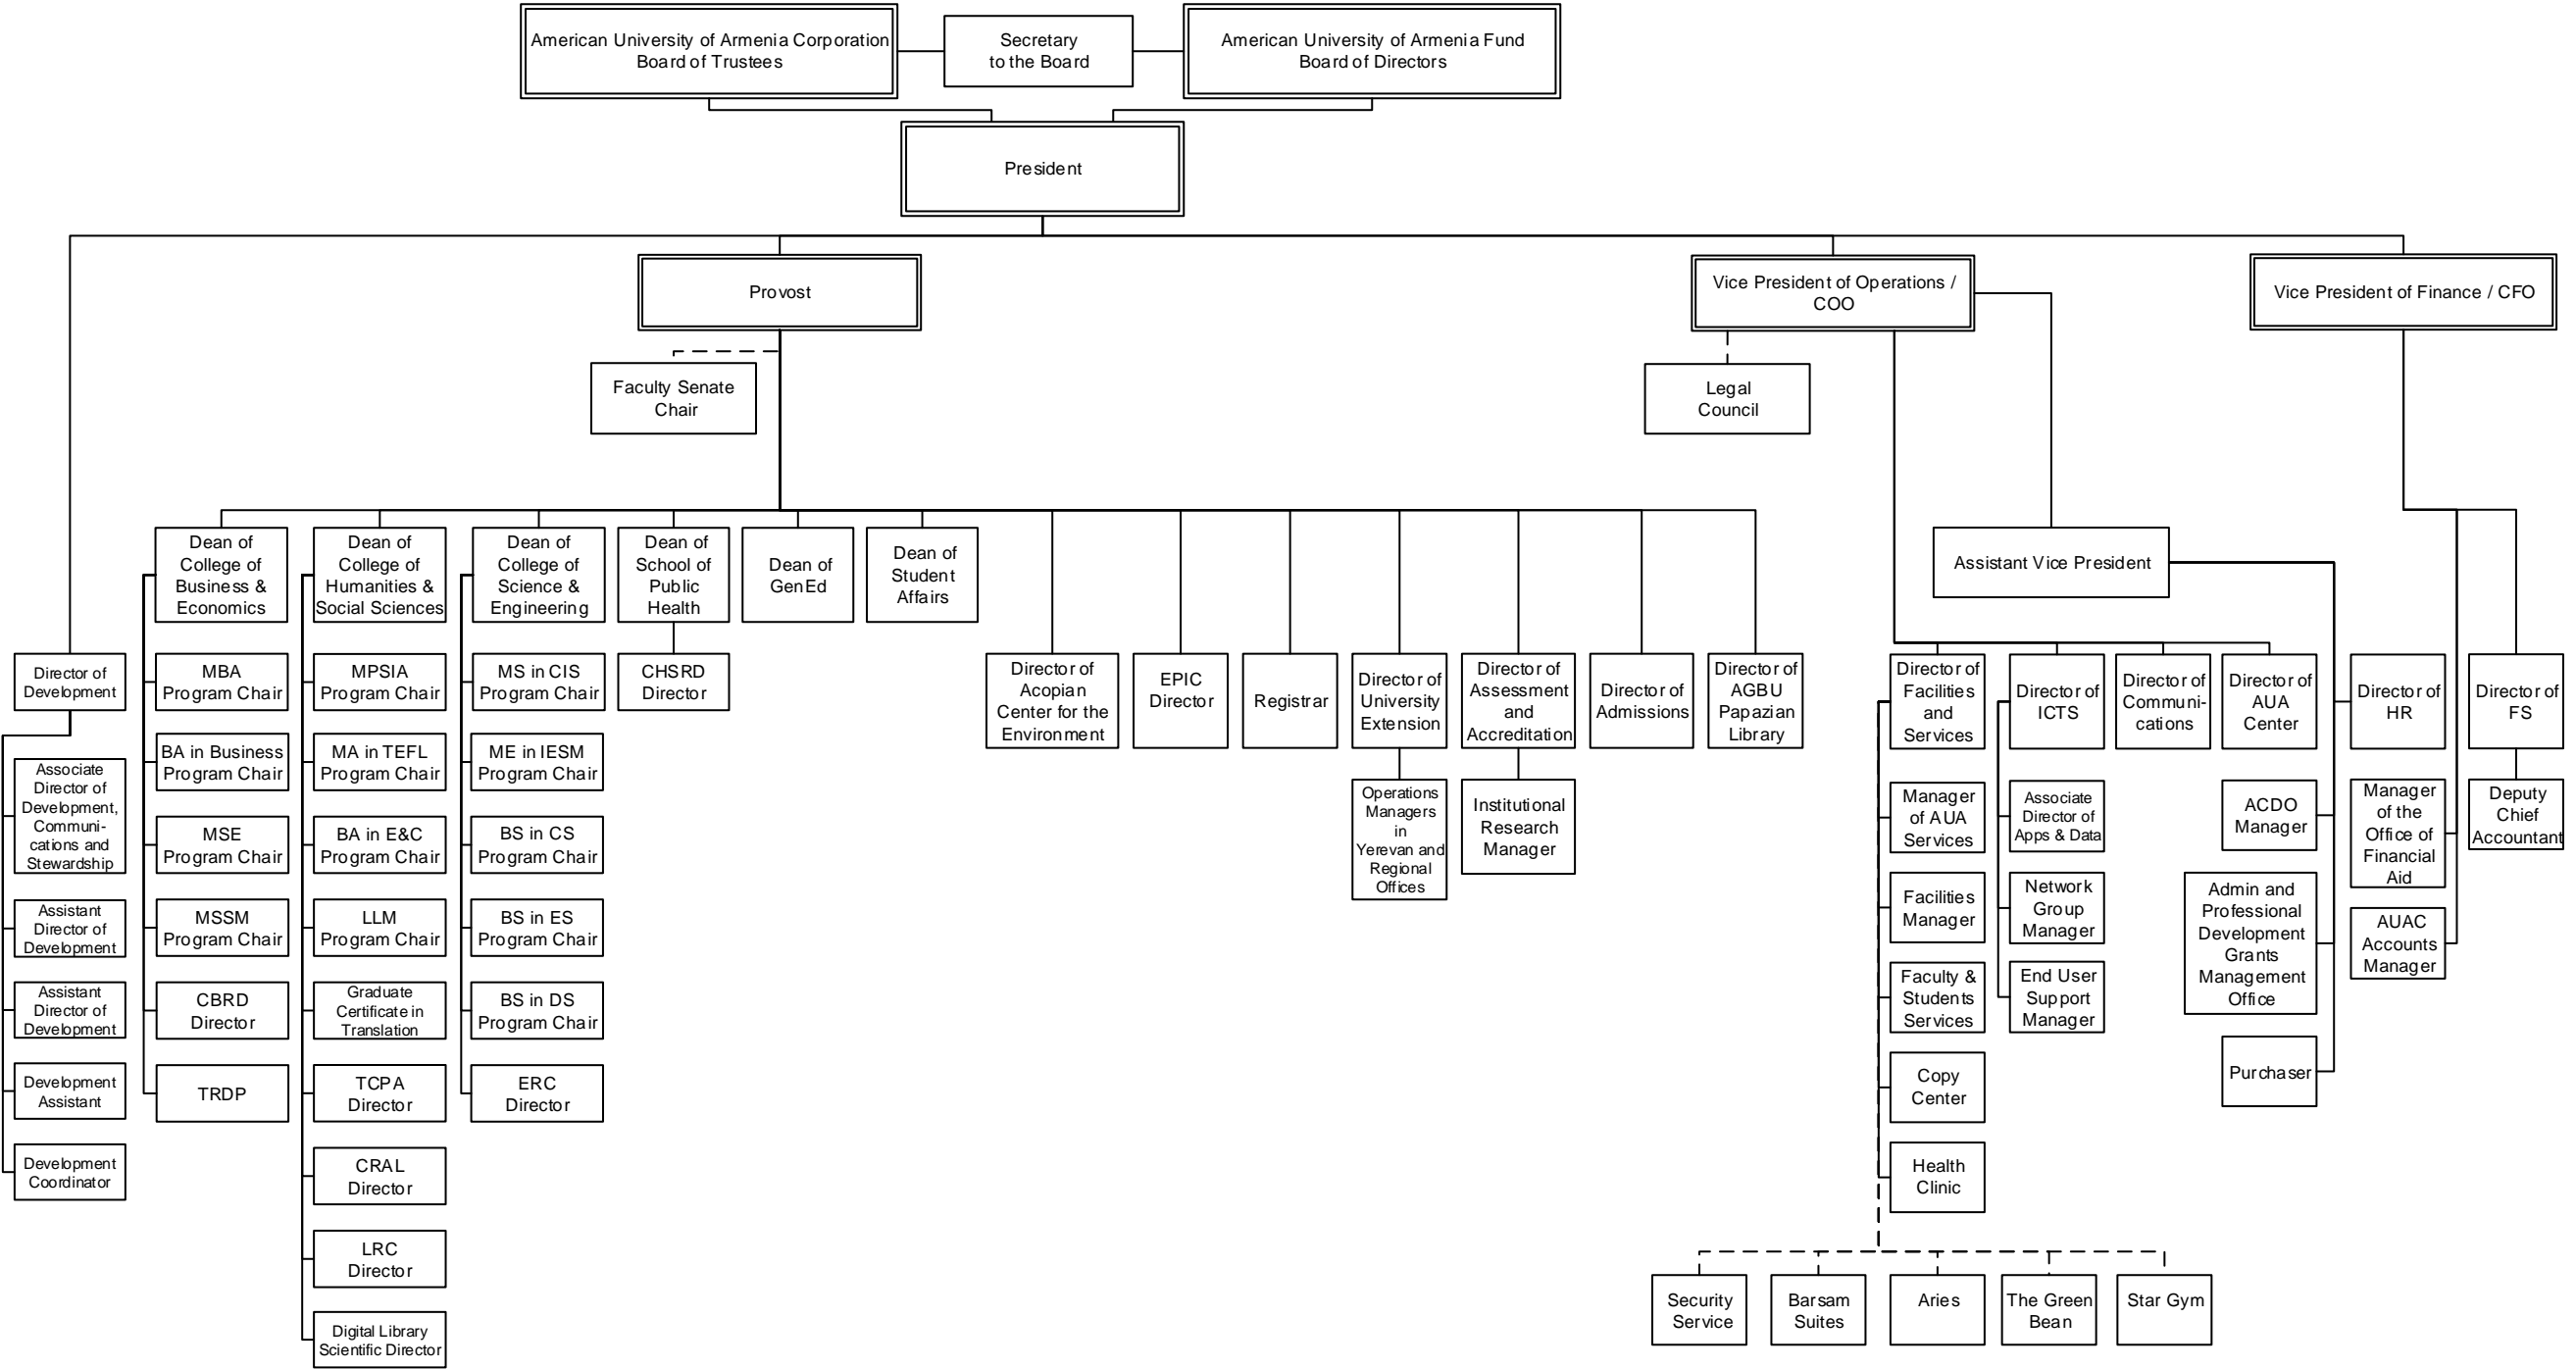 American University of Armenia Corporation
Board of Trustees
Secretary
to the Board
American University of Armenia Fund
Board of Directors
President
Provost
Vice President of Operations /
COO
Vice President of Finance / CFO
Faculty Senate
Chair
Legal
Council
Dean of
College of
Business &
Economics
Dean of
College of
Humanities &
Social Sciences
Dean of
College of
Science &
Engineering
Dean of
School of
Public
Health
Dean of
GenEd
Dean of
Student
Affairs
Assistant Vice President
Director of
Development
MBA
Program Chair
MPSIA
Program Chair
MS in CIS
Program Chair
CHSRD
Director
Director of
Acopian
Center for the
Environment
EPIC
Director
Registrar
Director of
University
Extension
Director of
Assessment
and
Accreditation
Director of
Admissions
Director of
AGBU
Papazian
Library
Director of
Facilities
and
Services
Director of
ICTS
Director of
Communi-
cations
Director of
AUA
Center
Director of
HR
Director of
FS
BA in Business
Program Chair
MA in TEFL
Program Chair
ME in IESM
Program Chair
Associate
Director of
Development,
Communi-
cations and
Stewardship
Operations
Managers
in
Yerevan and
Regional
Offices
Institutional
Research
Manager
Manager
of AUA
Services
Associate
Director of
Apps & Data
ACDO
Manager
Manager
of the
Office of
Financial
Aid
Deputy
Chief
Accountant
MSE
Program Chair
BA in E&C
Program Chair
BS in CS
Program Chair
Assistant
Director of
Development
MSSM
Program Chair
LLM
Program Chair
BS in ES
Program Chair
Facilities
Manager
Network
Group
Manager
Admin and
Professional
Development
Grants
Management
Office
AUAC
Accounts
Manager
Assistant
Director of
Development
CBRD
Director
Graduate
Certificate in
Translation
BS in DS
Program Chair
Faculty &
Students
Services
End User
Support
Manager
Development
Assistant
TRDP
TCPA
Director
ERC
Director
Copy
Center
Purchaser
Development
Coordinator
CRAL
Director
Health
Clinic
LRC
Director
Security
Service
Barsam
Suites
Aries
The Green
Bean
Star Gym
Digital Library
Scientific Director